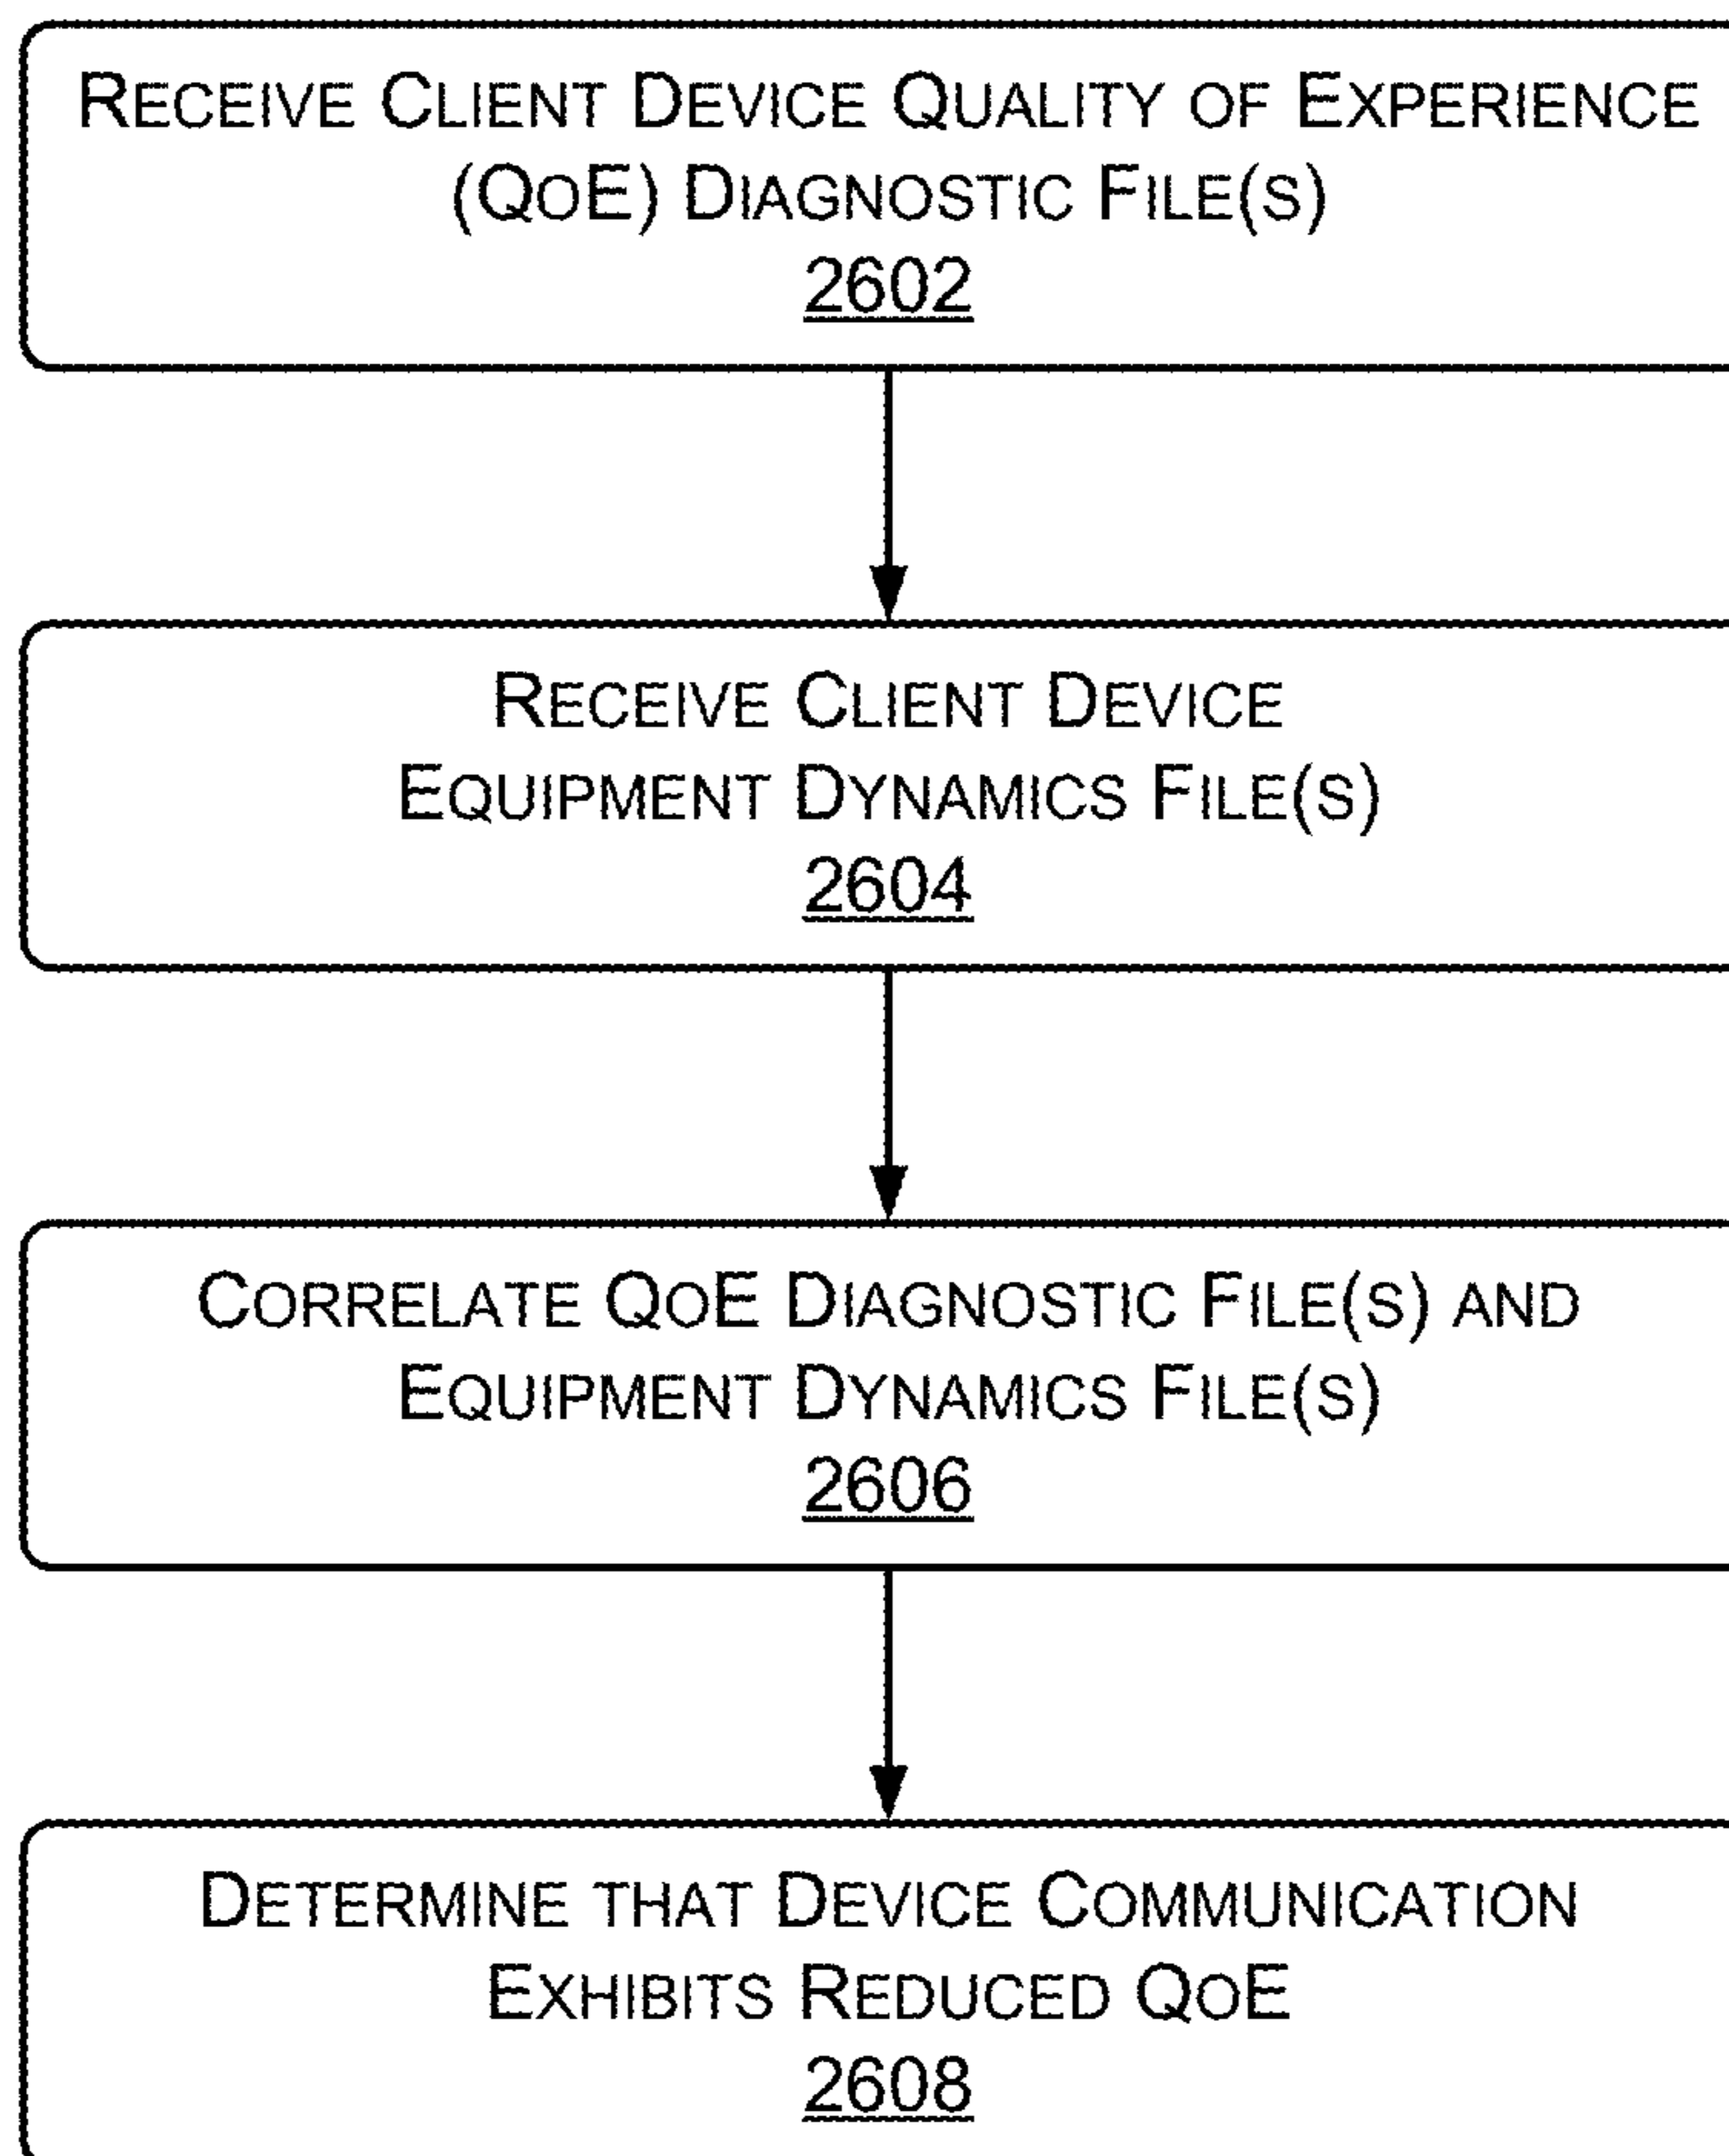 RECEIVE CLIENT DEVICE QUALITY OF EXPERIENCE
(QOE) DIAGNOSTIC FILE(S)
2602
RECEIVE CLIENT DEVICE
EQUIPMENT DYNAMICS FILE(S)
2604
CORRELATE QOE DIAGNOSTIC FILE(S) AND
EQUIPMENT DYNAMICS FILE(S)
2606
DETERMINE THAT DEVICE COMMUNICATION
EXHIBITS REDUCED QOE
2608